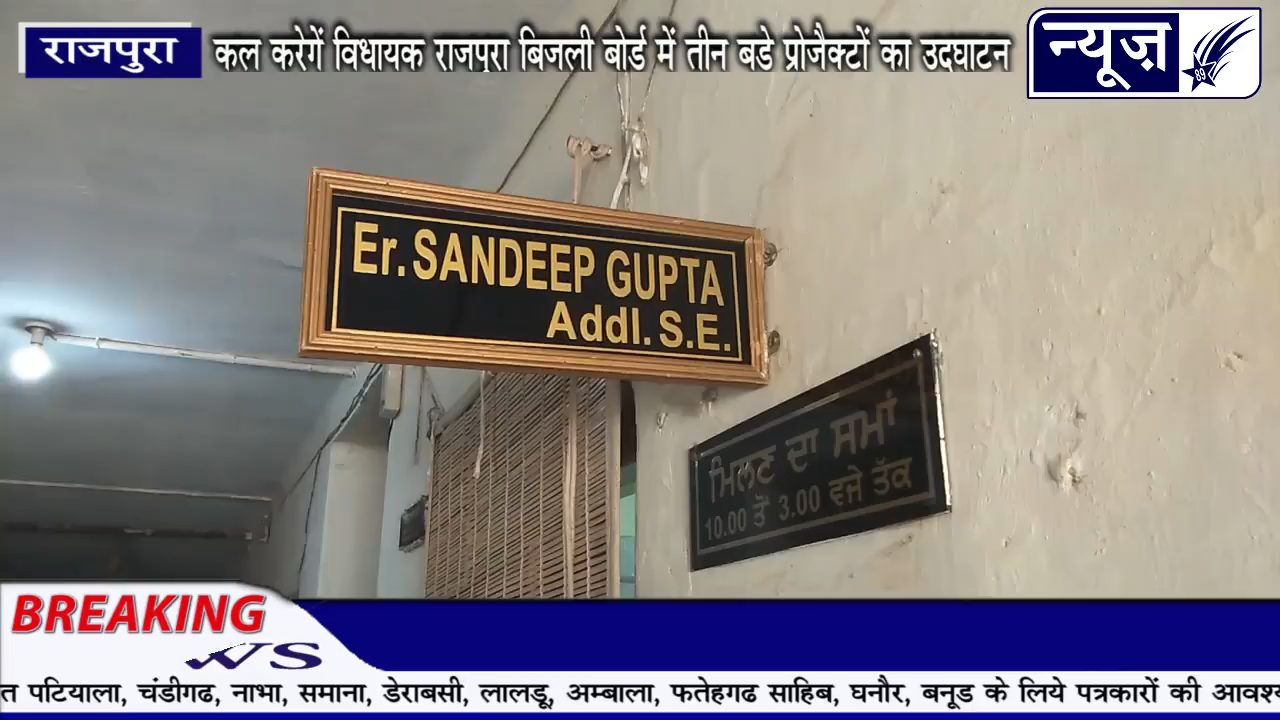 राजपुरा
कल करेगें विधायक राजपुरा बिजली बोर्ड में तीन बडे प्रोजैक्टों का उदघाटन
न्यूज़
89
Er. SANDEEP GUPTA
Addl. S.E.
ਮਿਲਣ ਦਾ ਸਮਾਂ
10.00 ਤੋਂ 3.00 ਵਜੇ ਤੱਕ
BREAKING
पटियाला, चंडीगढ, नाभा, समाना, डेराबसी, लालडू, अम्बाला, फतेहगढ साहिब, घनौर, बनूड के लिये पत्रकारों की